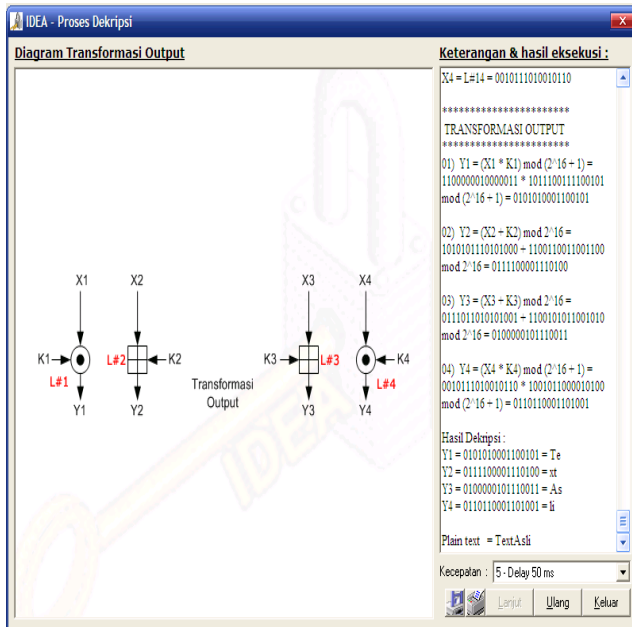 IDEA - Proses Dekripsi
Diagram Transformasi Output
X1 X2 X3 X4
K1 L#2 K2 K3 L#3 K4
L#1 L#4
Y1 Y2 Y3 Y4
Transformasi
Output
IDEA
Keterangan & hasil eksekusi :
X4 = L#14 = 0010111010010110
************************
TRANSFORMASI OUTPUT
************************
01) Y1 = (X1 * K1) mod (2^16 + 1) =
1100000010000011 * 1011100111100101
mod (2^16 + 1) = 0101010001100101
02) Y2 = (X2 + K2) mod 2^16 =
1010101110101000 + 1100110011001100
mod 2^16 = 0111100001110100
03) Y3 = (X3 + K3) mod 2^16 =
0111011010101001 + 1100101011001010
mod 2^16 = 0100000101110011
04) Y4 = (X4 * K4) mod (2^16 + 1) =
0010111010010110 * 1001011000010100
mod (2^16 + 1) = 0110110001101001
Hasil Dekripsi :
Y1 = 0101010001100101 = Te
Y2 = 0111100001110100 = xt
Y3 = 0100000101110011 = As
Y4 = 0110110001101001 = li
Plain text = TextAsli
Kecepatan : 5 - Delay 50 ms
Lanjut Ulang Keluar